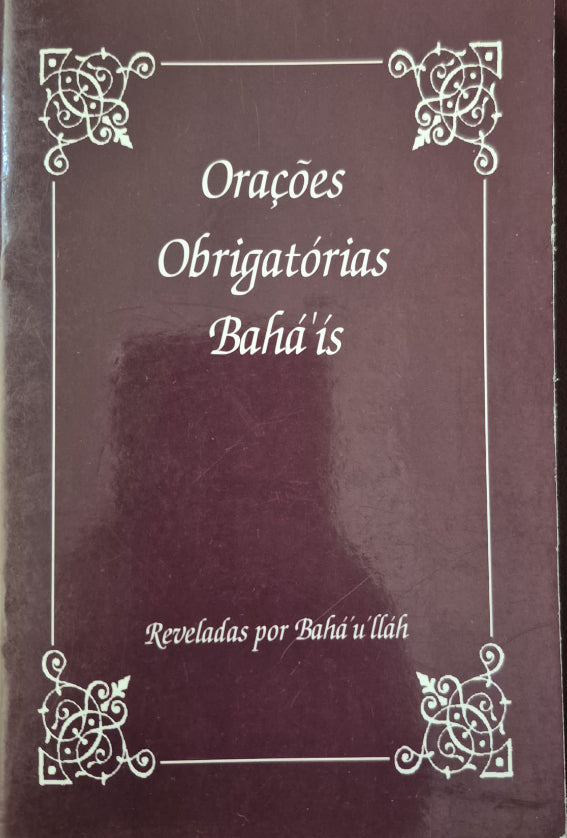 Orações
Obrigatórias
Bahá'ís
Reveladas por Bahá´u´lláh